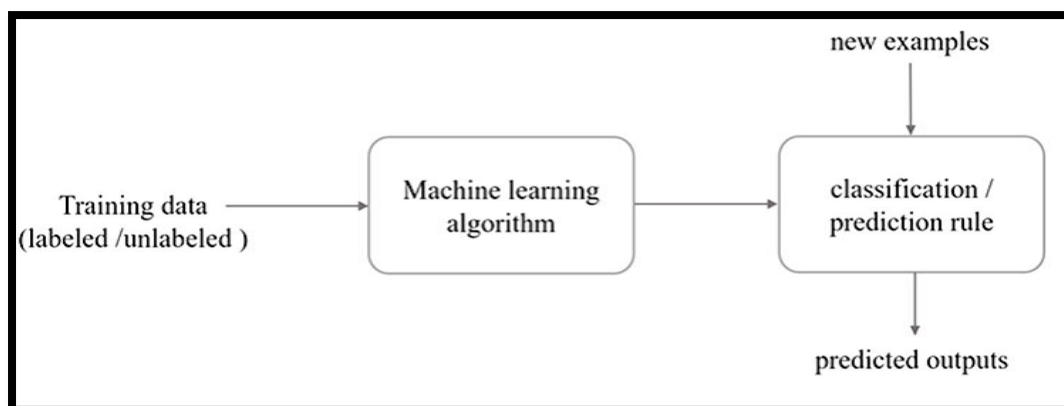 new examples
Training data
(labeled /unlabeled )
Machine learning
algorithm
classification /
prediction rule
predicted outputs